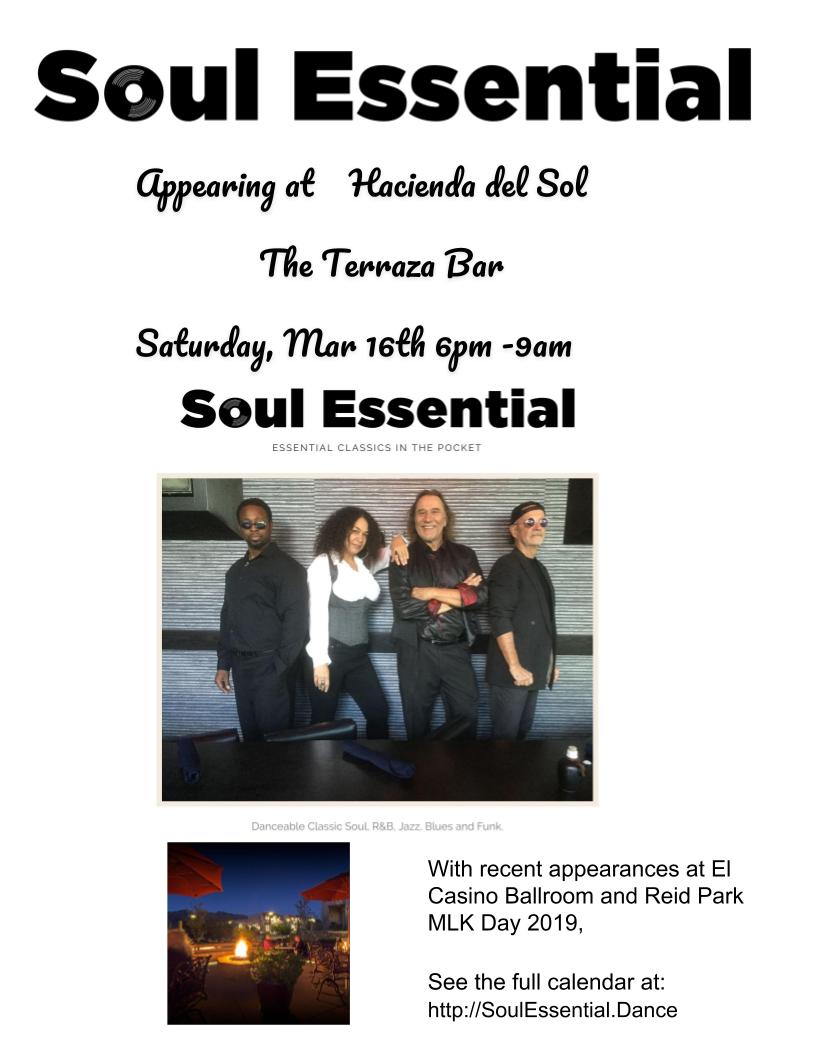 Soul Essential
Appearing at Hacienda del Sol
The Terraza Bar
Saturday, Mar 16th 6pm -9am
Soul Essential
ESSENTIAL CLASSICS IN THE POCKET
Danceable Classic Soul, R&B, Jazz, Blues and Funk.
With recent appearances at El
Casino Ballroom and Reid Park
MLK Day 2019,
See the full calendar at:
http://SoulEssential.Dance